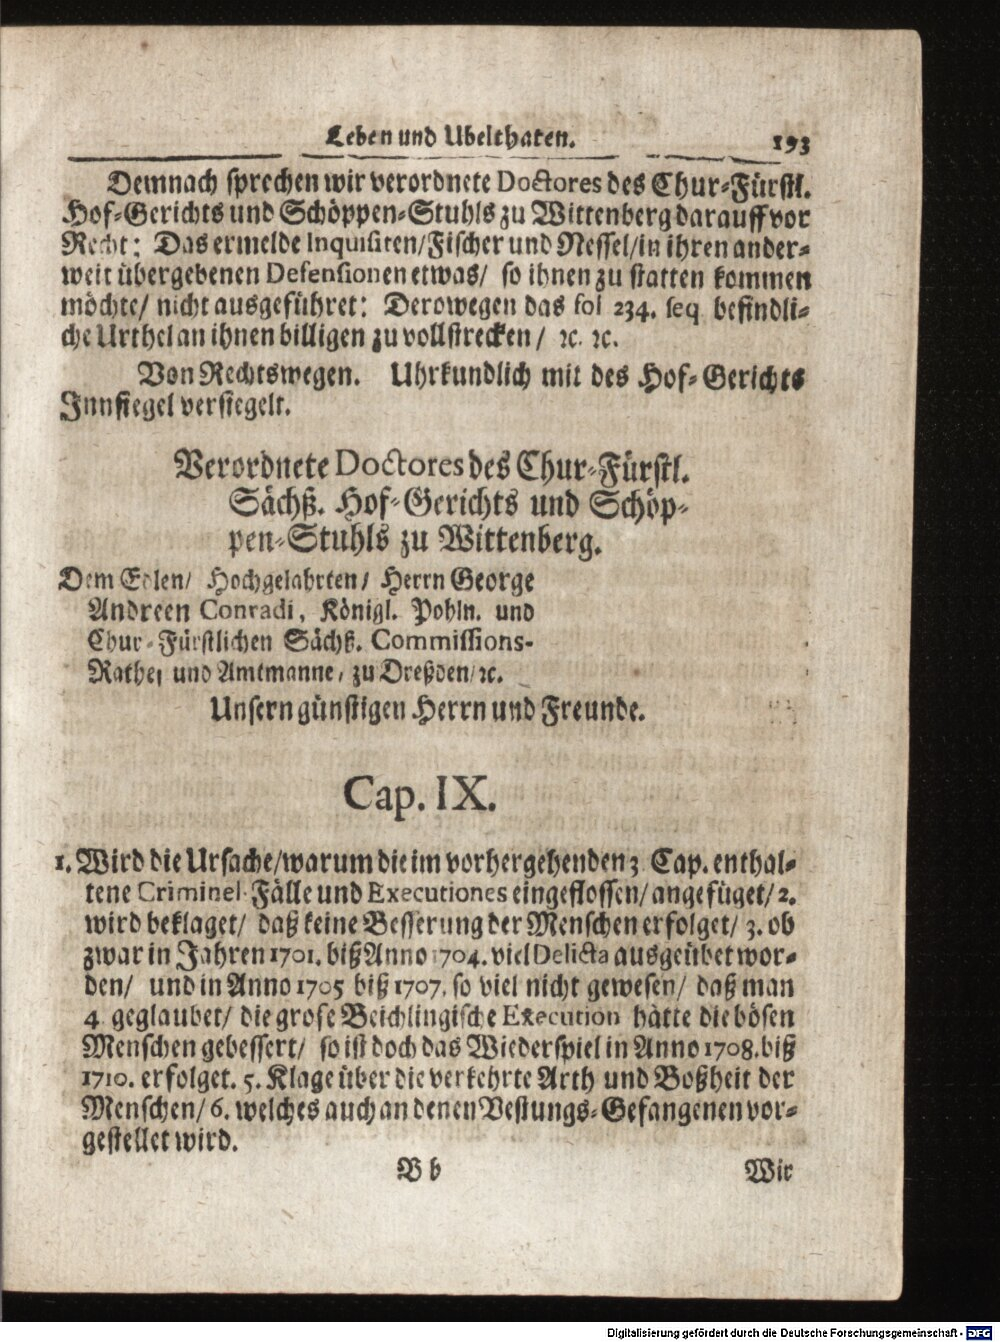 Leben und Ubelthaten. 193
Demnach sprechen wir verordnete Doctores des Chur-Fürstl.
Hof-Gerichts und Schöppen-Stuhls zu Wittenberg darauff vor
Recht: Das ermelde Inquisiten/Fischer und Nessel/in ihren ander-
weit übergebenen Defensionen etwas/ so ihnen zu statten kommen
möchte/ nicht ausgeführet: Derowegen das fol 234. seq befindli-
che Urthel an ihnen billigen zu vollstrecken/ ꝛc. ꝛc.
Von Rechtswegen. Uhrkundlich mit des Hof-Gerichts
Innsiegel versiegelt.
Verordnete Doctores des Chur-Fürstl.
Sächß. Hof-Gerichts und Schöp-
pen-Stuhls zu Wittenberg.
Dem Edlen/ Hochgelahrten/ Herrn George
Andreen Conradi, Königl. Pohln. und
Chur-Fürstlichen Sächß. Commissions-
Rathe/ und Amtmanne/ zu Dreßden/ꝛc.
Unsern günstigen Herrn und Freunde.
Cap. IX.
1. Wird die Ursache/warum die im vorhergehenden 3 Cap. enthal-
tene Criminel-Fälle und Executiones eingeflossen/angefüget/2.
wird beklaget/ daß keine Besserung der Menschen erfolget/ 3. ob
zwar in Jahren 1701. biß Anno 1704. viel Delicta ausgeübet wor-
den/ und in Anno 1705 biß 1707. so viel nicht gewesen/ daß man
4 geglaubet/ die grose Beichlingische Execution hätte die bösen
Menschen gebessert/ so ist doch das Wiederspiel in Anno 1708. biß
1710. erfolget. 5. Klage über die verkehrte Arth und Boßheit der
Menschen/ 6. welches auch an denen Vestungs-Gefangenen vor-
gestellet wird.
B b Wir
Digitalisierung gefördert durch die Deutsche Forschungsgemeinschaft - DFG